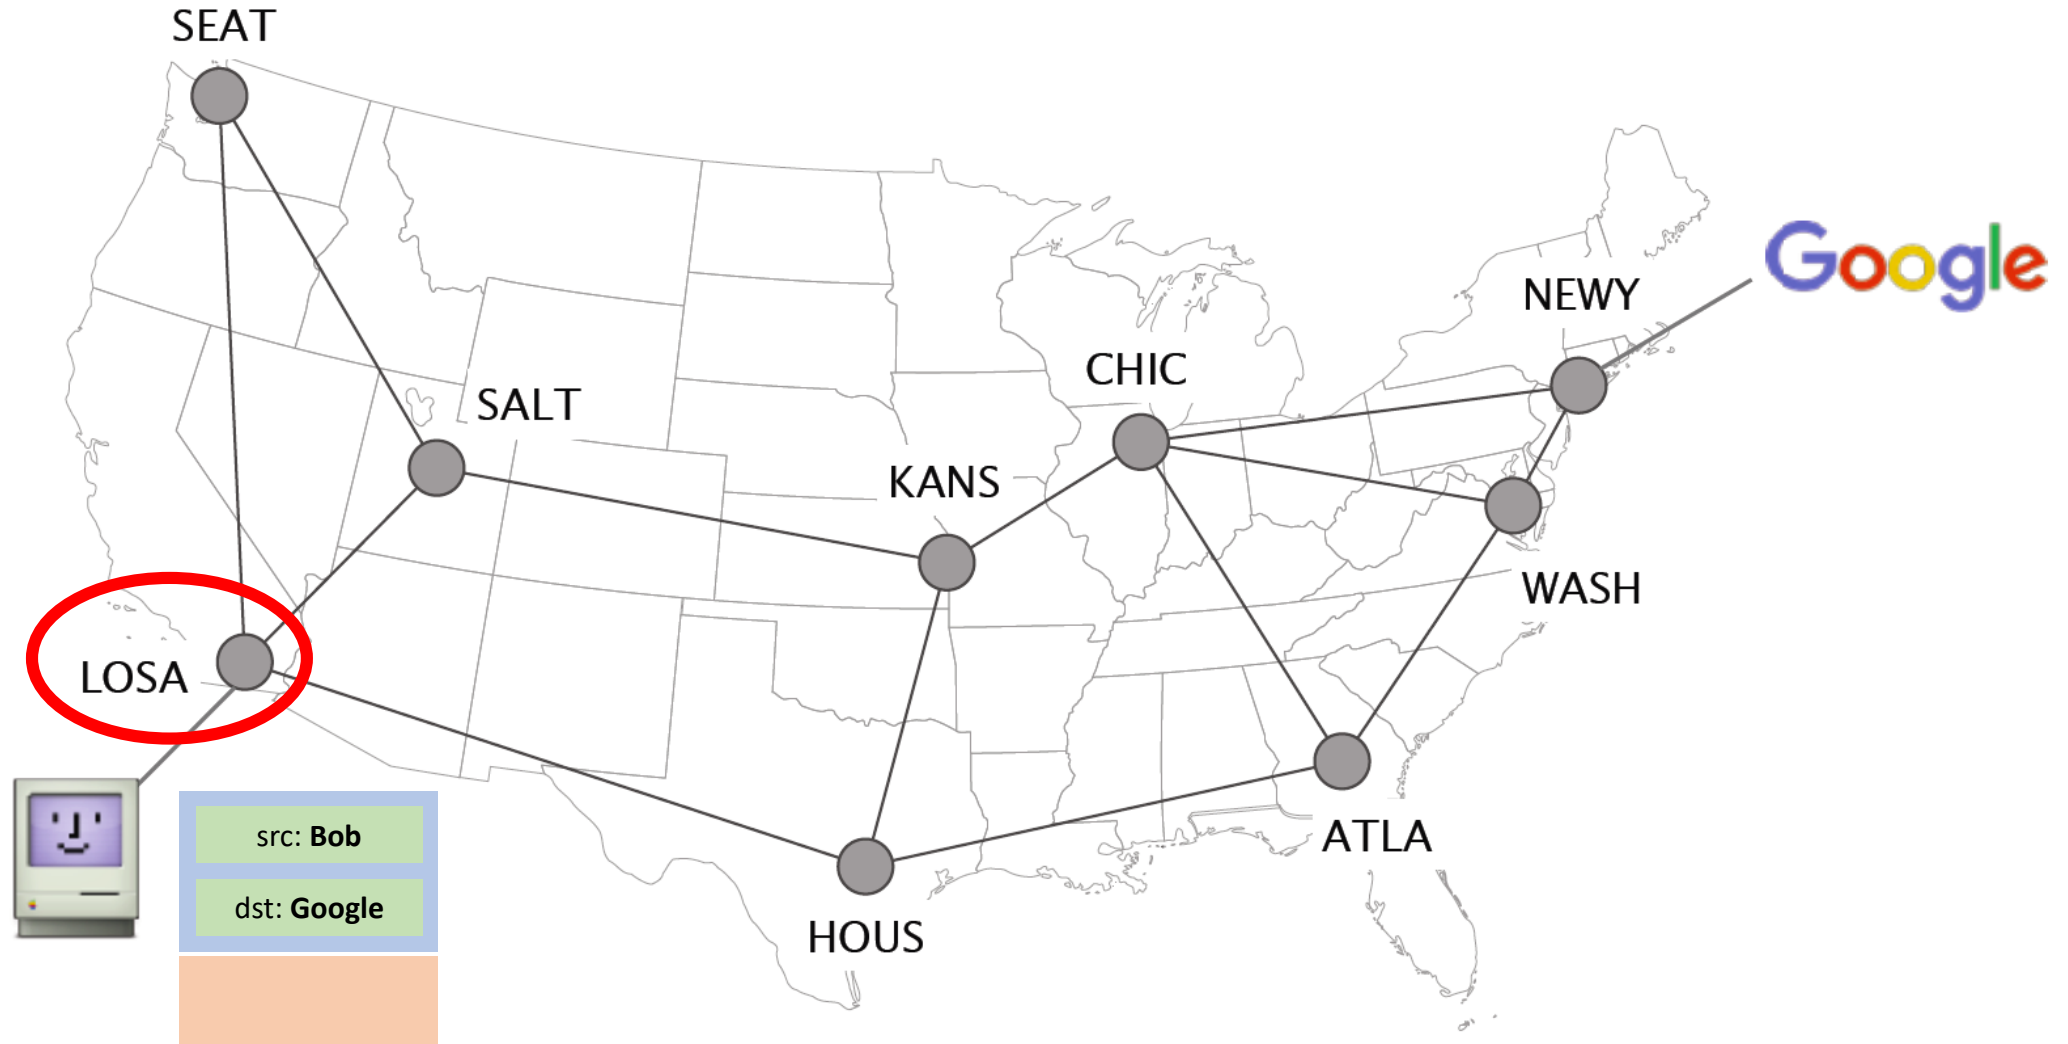 SEAT
Google
NEWY
CHIC
SALT
KANS
WASH
LOSA
src: Bob
ATLA
dst: Google
HOUS